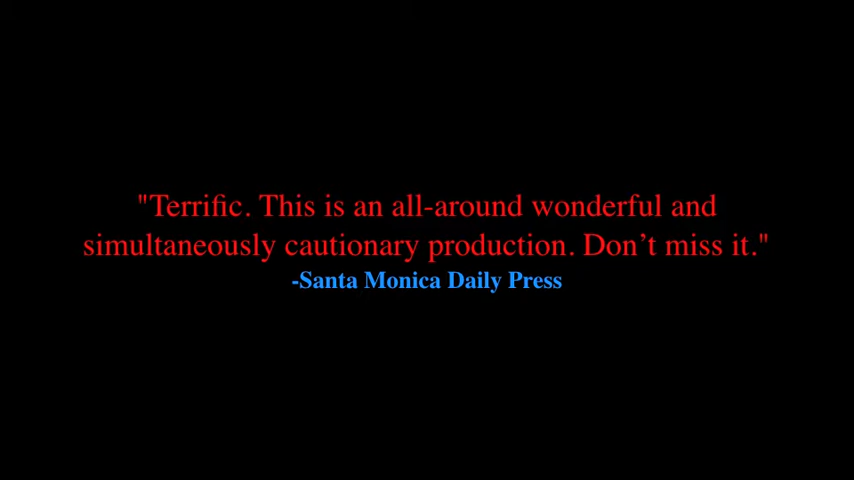 "Terrific. This is an all-around wonderful and
simultaneously cautionary production. Don’t miss it."
-Santa Monica Daily Press